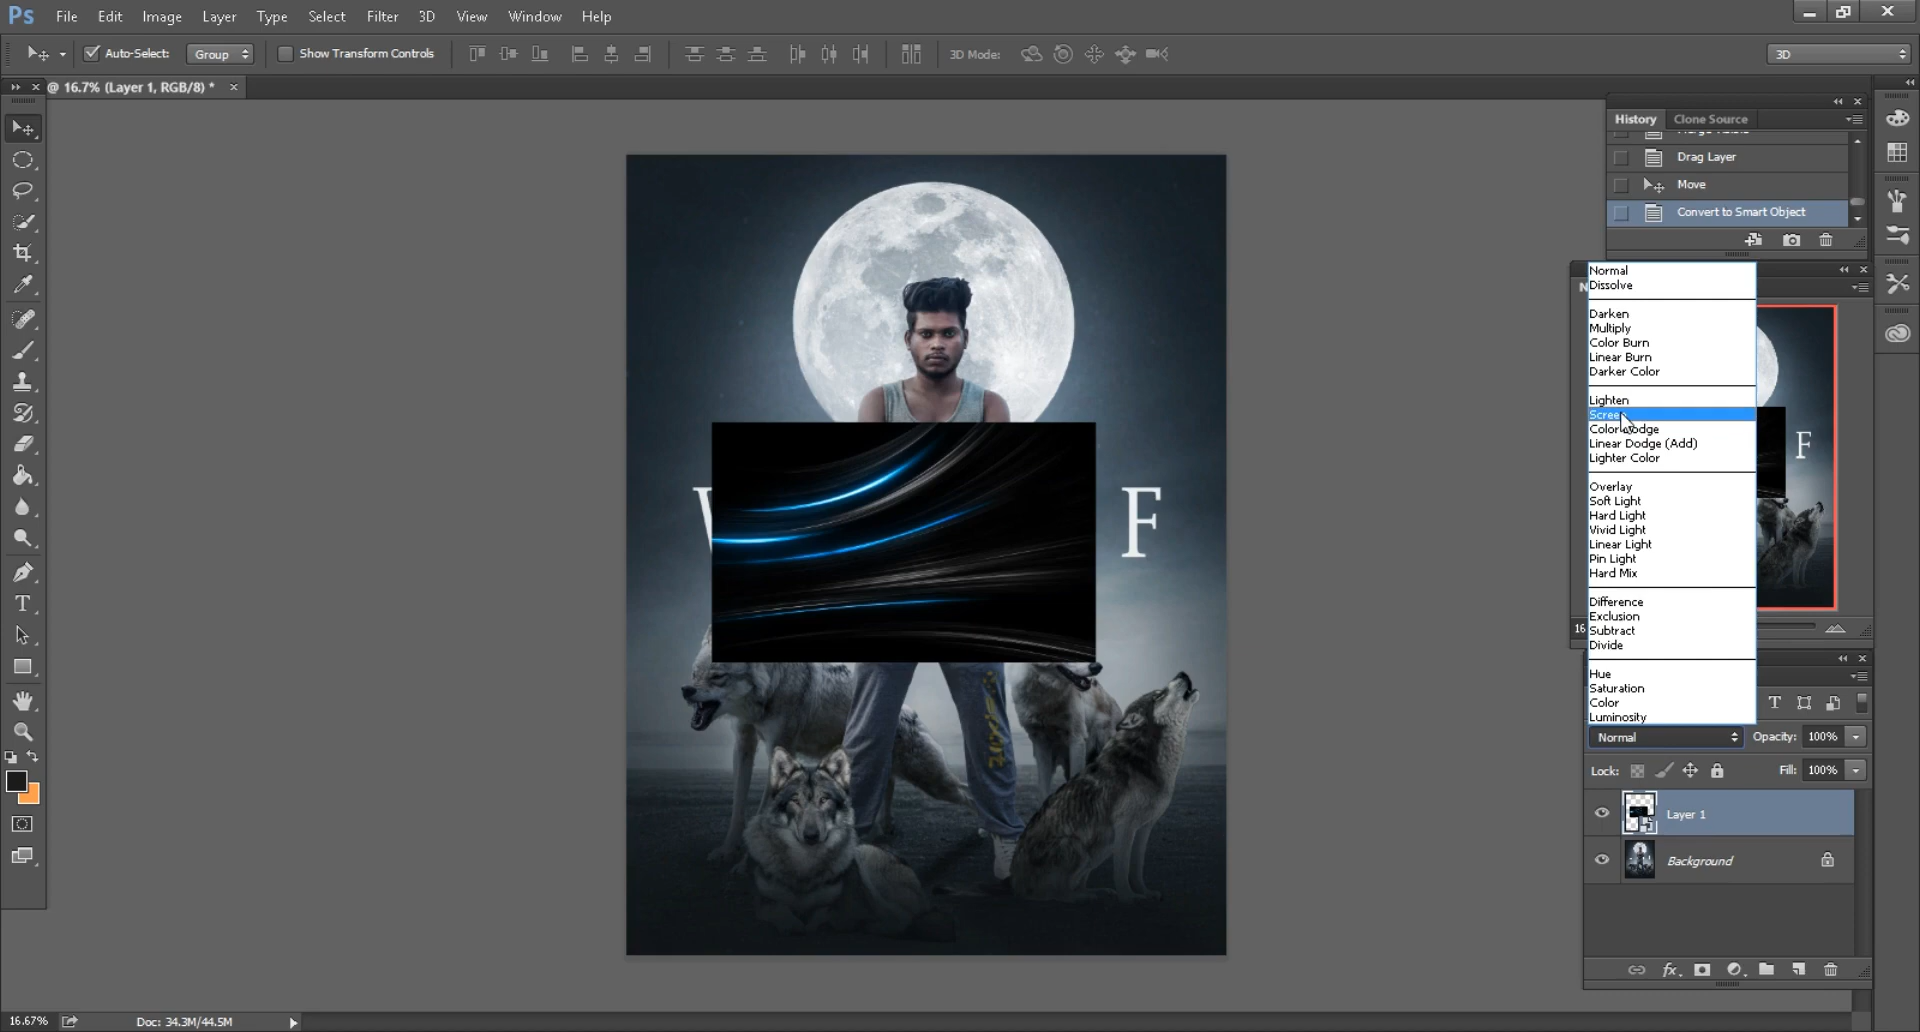 Ps File Edit Image Layer Type Select Filter 3D View Window Help
Auto-Select: Group Show Transform Controls 3D Mode: 3D
@ 16.7% (Layer 1, RGB/8) *
History Clone Source
Drag Layer
Move
Convert to Smart Object
Normal
Dissolve
Darken
Multiply
Color Burn
Linear Burn
Darker Color
Lighten
Screen
Color Dodge
Linear Dodge (Add)
Lighter Color
Overlay
Soft Light
Hard Light
Vivid Light
Linear Light
Pin Light
Hard Mix
Difference
Exclusion
Subtract
Divide
Hue
Saturation
Color
Luminosity
F
F
16
Normal Opacity: 100%
Lock: Fill: 100%
Layer 1
Background
fx
16.67% Doc: 34.3M/44.5M